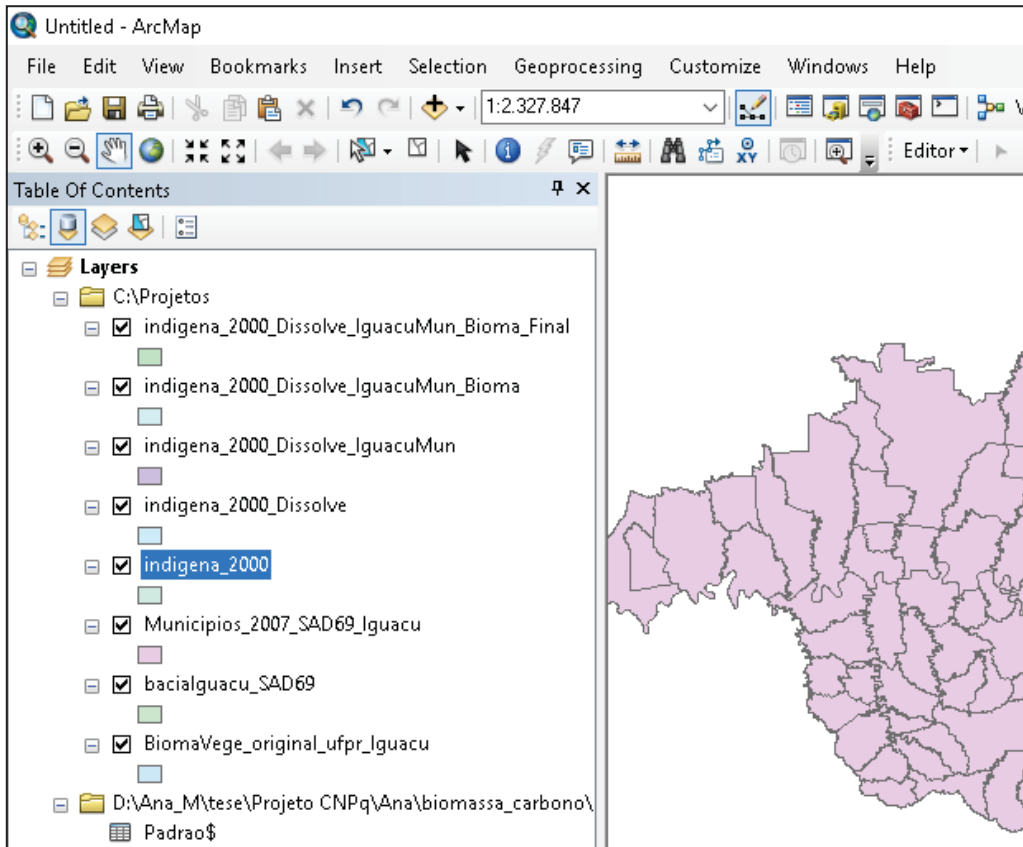 Untitled - ArcMap
File Edit View Bookmarks Insert Selection Geoprocessing Customize Windows Help
1:2.327.847
Editor
Table Of Contents
Layers
C:\Projetos
indigena_2000_Dissolve_IguacuMun_Bioma_Final
indigena_2000_Dissolve_IguacuMun_Bioma
indigena_2000_Dissolve_IguacuMun
indigena_2000_Dissolve
indigena_2000
Municipios_2007_SAD69_Iguacu
baciaIguacu_SAD69
BiomaVege_original_ufpr_Iguacu
D:\Ana_M\tese\Projeto CNPq\Ana\biomassa_carbono\
Padrao$